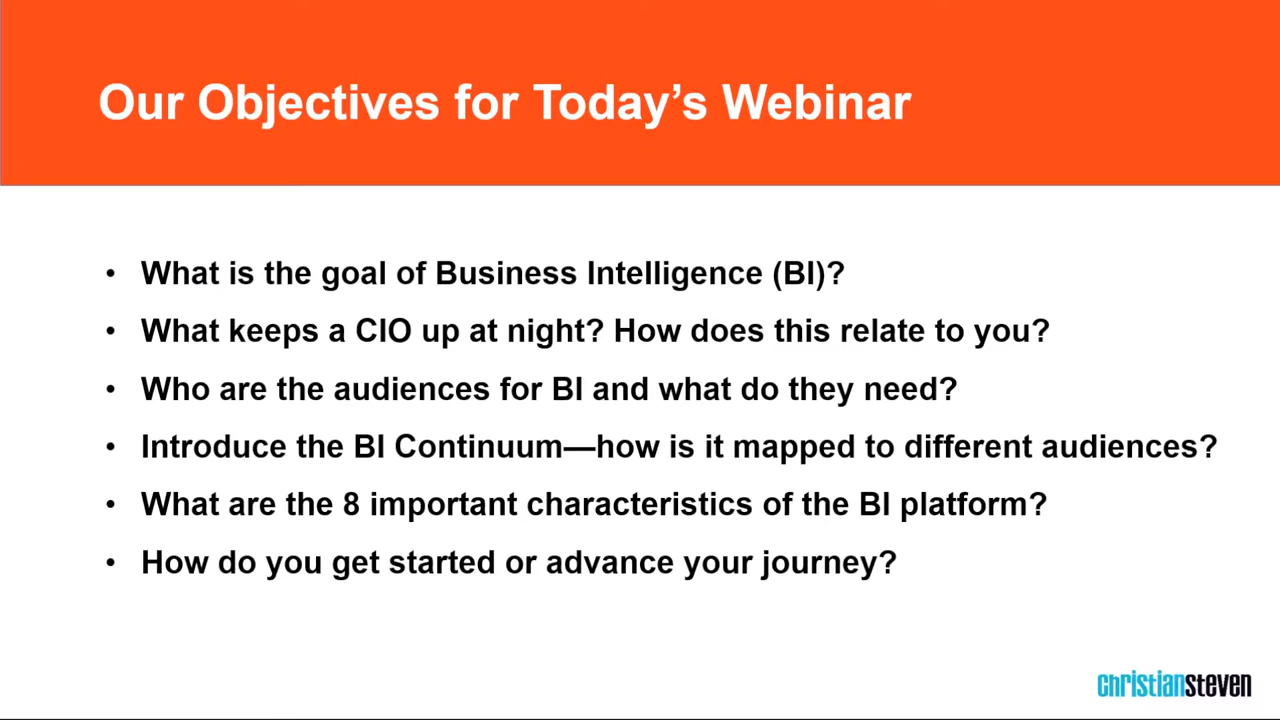 Our Objectives for Today’s Webinar
• What is the goal of Business Intelligence (BI)?
• What keeps a CIO up at night? How does this relate to you?
• Who are the audiences for BI and what do they need?
• Introduce the BI Continuum—how is it mapped to different audiences?
• What are the 8 important characteristics of the BI platform?
• How do you get started or advance your journey?
christiansteven